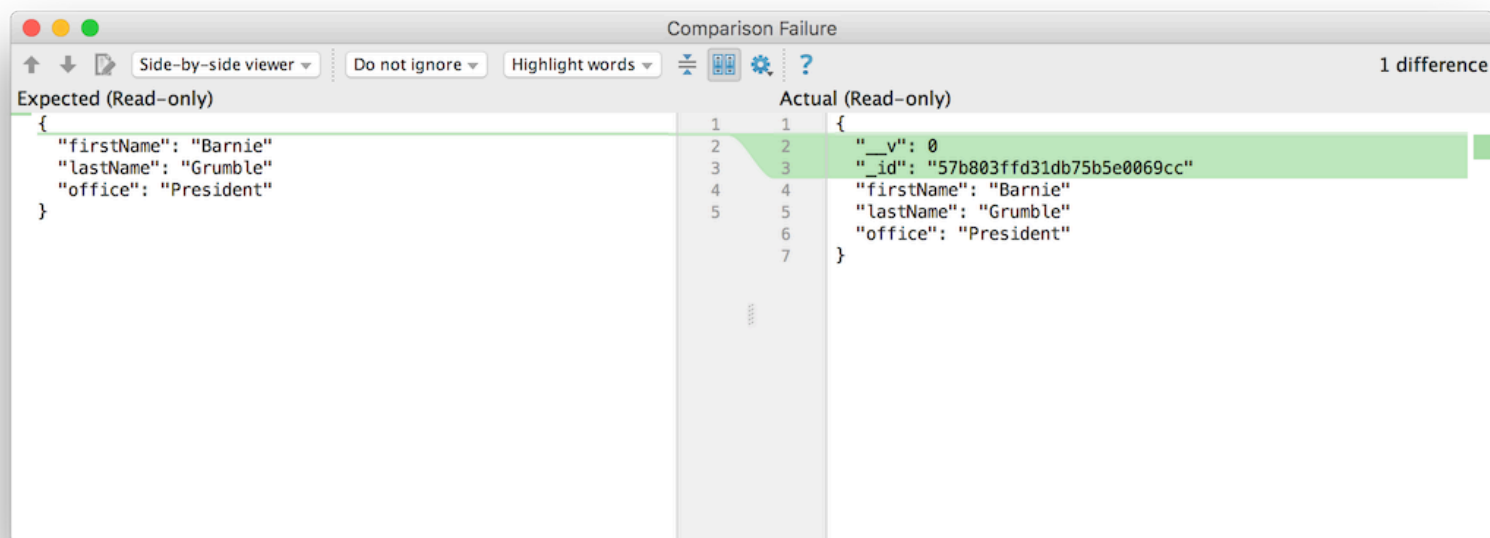 Comparison Failure
Side-by-side viewer Do not ignore Highlight words ? 1 difference
Expected (Read-only) Actual (Read-only)
{ 1 1 {
"firstName": "Barnie" 2 2 "__v": 0
"lastName": "Grumble" 3 3 "_id": "57b803ffd31db75b5e0069cc"
"office": "President" 4 4 "firstName": "Barnie"
} 5 5 "lastName": "Grumble"
6 "office": "President"
7 }